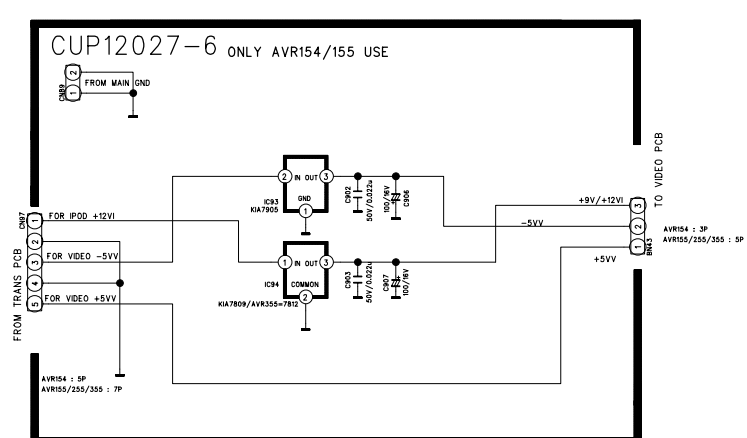 CUP12027-6 ONLY AVR154/155 USE
2
1
CN89
FROM MAIN GND
2 IN OUT 3
GND
1
IC93
KIA7905
C902
50V/0.022u
100/16V
C906
CN97
1 FOR IPOD +12VI
2
3 FOR VIDEO -5VV
4
5 FOR VIDEO +5VV
FROM TRANS PCB
1 IN OUT 3
COMMON
2
IC94
KIA7809/AVR355=7812
C903
50V/0.022u
C907
100/16V
+9V/+12VI
-5VV
+5VV
3
2
1
BN43
TO VIDEO PCB
AVR154 : 3P
AVR155/255/355 : 5P
AVR154 : 5P
AVR155/255/355 : 7P